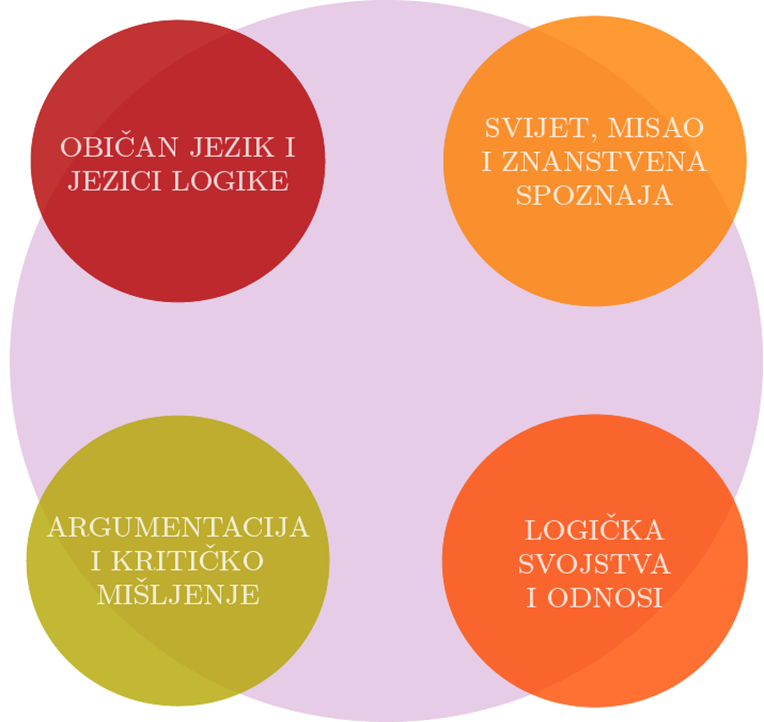 OBIČAN JEZIK I
JEZICI LOGIKE
SVIJET, MISAO
I ZNANSTVENA
SPOZNAJA
ARGUMENTACIJA
I KRITIČKO
MIŠLJENJE
LOGIČKA
SVOJSTVA
I ODNOSI